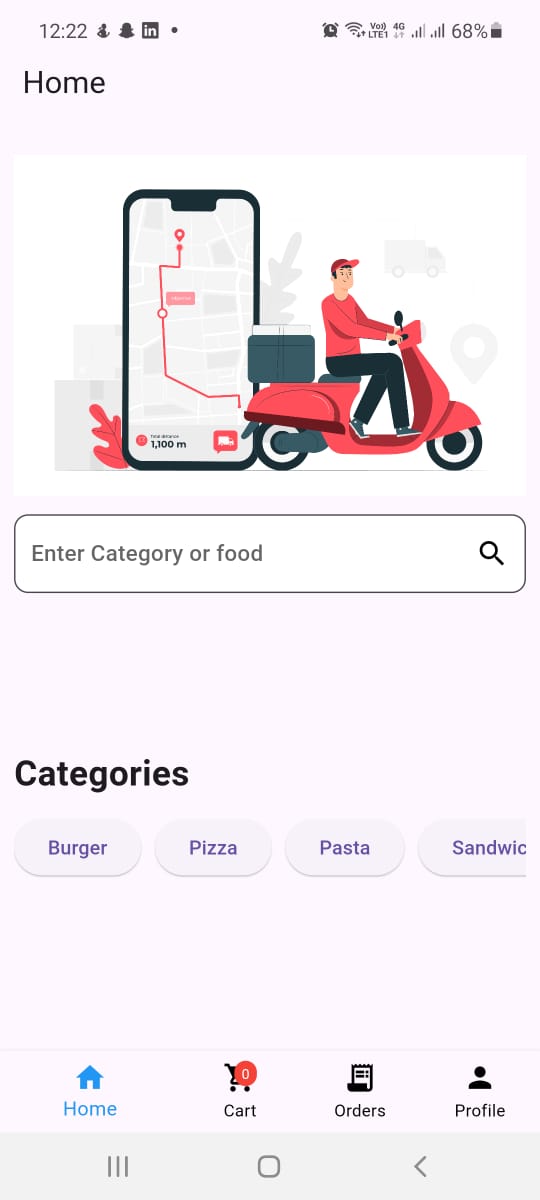 12:22
Vo)) 4G
LTE1
68%
Home
Total distance
1,100 m
Enter Category or food
Categories
Burger Pizza Pasta Sandwic
0
Home Cart Orders Profile